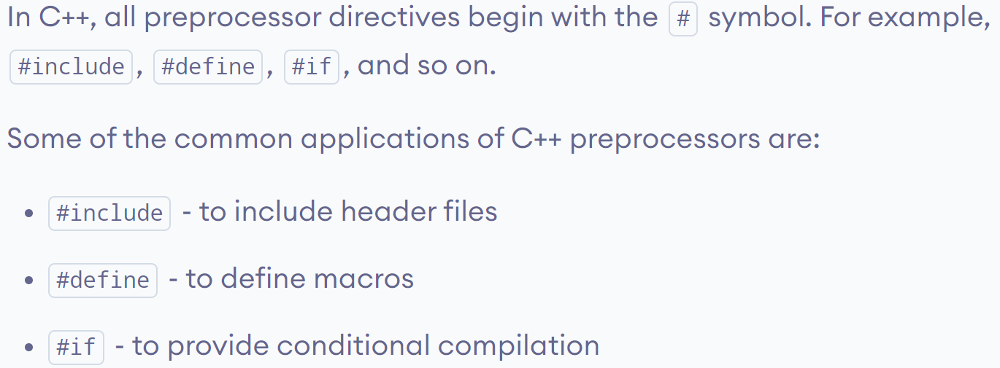 In C++, all preprocessor directives begin with the # symbol. For example,
#include, #define, #if, and so on.
Some of the common applications of C++ preprocessors are:
• #include - to include header files
• #define - to define macros
• #if - to provide conditional compilation